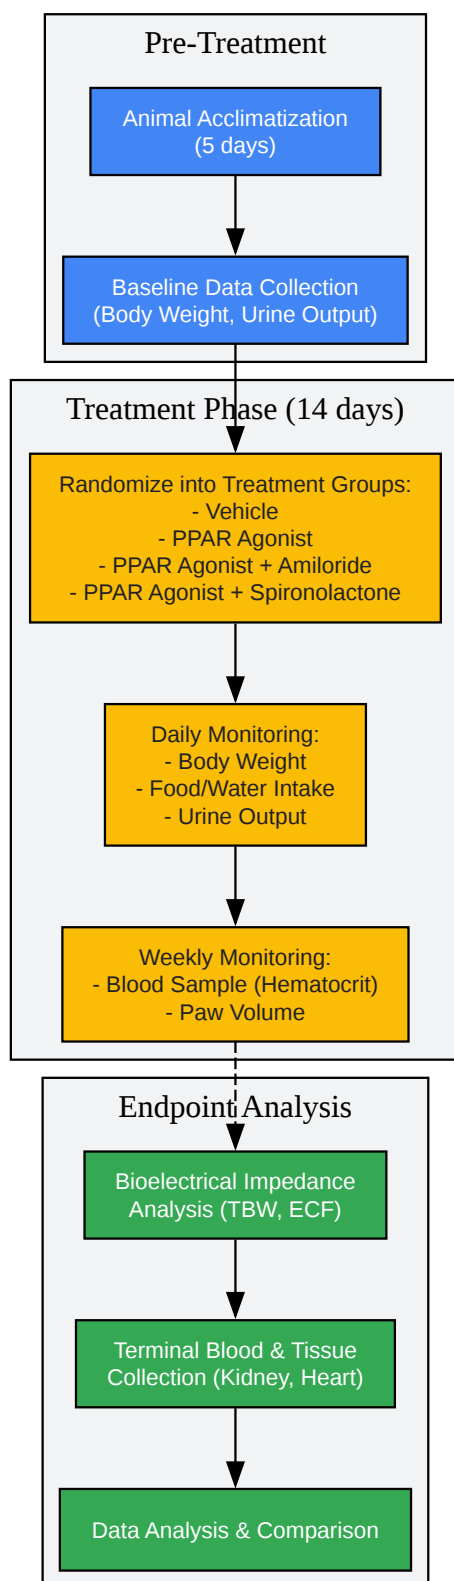 Pre-Treatment
Animal Acclimatization
(5 days)
Baseline Data Collection
(Body Weight, Urine Output)
Treatment Phase (14 days)
Randomize into Treatment Groups:
- Vehicle
- PPAR Agonist
- PPAR Agonist + Amiloride
- PPAR Agonist + Spironolactone
Daily Monitoring:
- Body Weight
- Food/Water Intake
- Urine Output
Weekly Monitoring:
- Blood Sample (Hematocrit)
- Paw Volume
Endpoint Analysis
Bioelectrical Impedance
Analysis (TBW, ECF)
Terminal Blood & Tissue
Collection (Kidney, Heart)
Data Analysis & Comparison